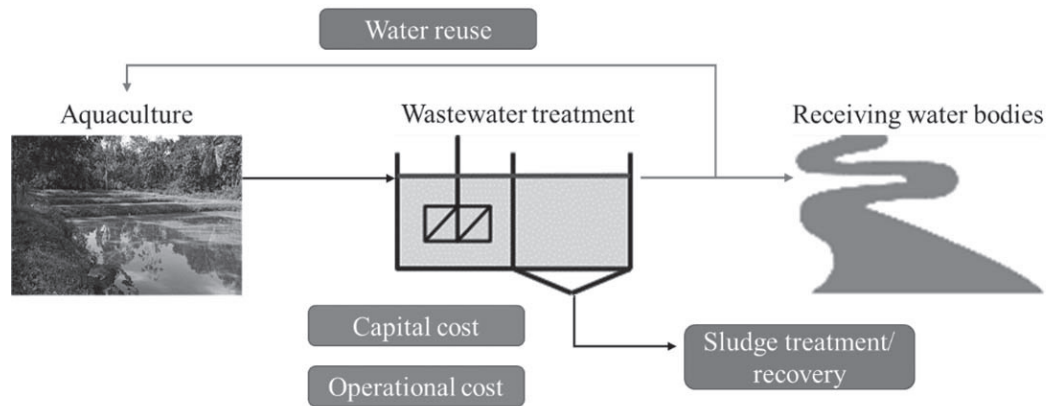 Water reuse
Aquaculture
Wastewater treatment
Receiving water bodies
Capital cost
Operational cost
Sludge treatment/
recovery